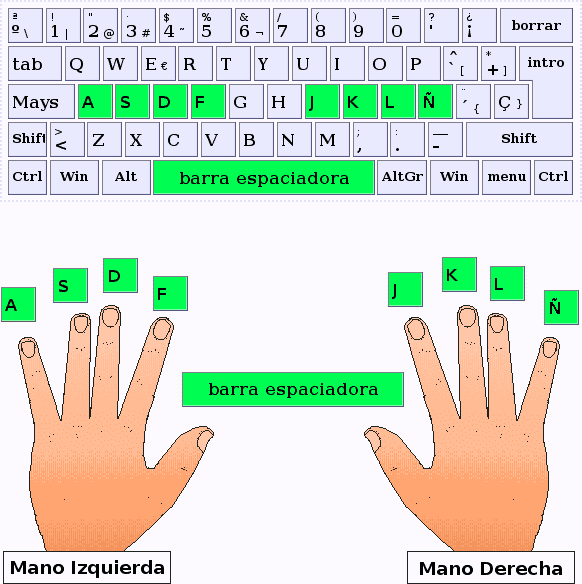 ª º \ ! 1 | " 2 @ · 3 # $ 4 ~ % 5 & 6 ¬ / 7 ( 8 ) 9 = 0 ? ' ¿ ¡ borrar
tab Q W E € R T Y U I O P ^ ` [ * + ] intro
Mays A S D F G H J K L Ñ ¨ ´ { Ç }
Shift > < Z X C V B N M ; , : . — - Shift
Ctrl Win Alt barra espaciadora AltGr Win menu Ctrl
A S D F J K L Ñ
barra espaciadora
Mano Izquierda Mano Derecha